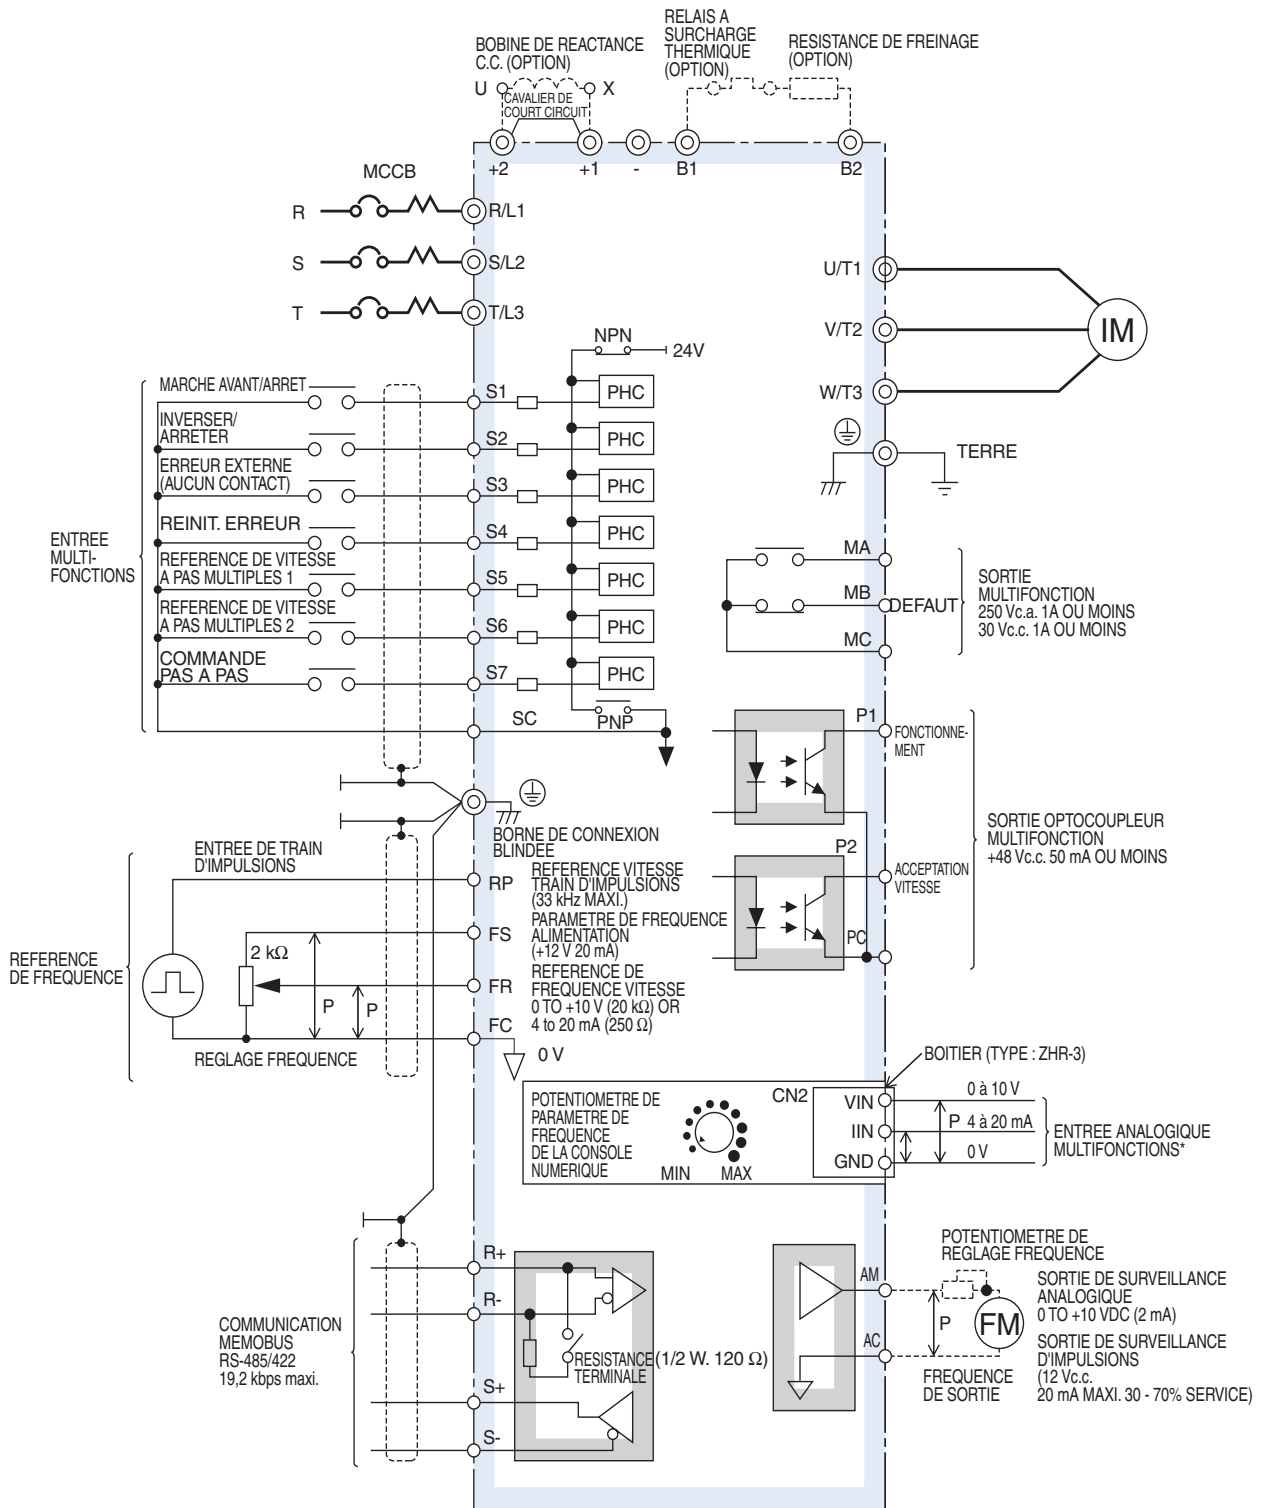 RELAIS A
SURCHARGE
THERMIQUE
(OPTION)
RESISTANCE DE FREINAGE
(OPTION)
BOBINE DE REACTANCE
C.C. (OPTION)
U
X
CAVALIER DE
COURT CIRCUIT
+2
+1
-
B1
B2
MCCB
R
R/L1
S
S/L2
T
T/L3
U/T1
V/T2
W/T3
IM
TERRE
NPN
24V
ENTREE
MULTI-
FONCTIONS
MARCHE AVANT/ARRET
S1
PHC
INVERSER/
ARRETER
S2
PHC
ERREUR EXTERNE
(AUCUN CONTACT)
S3
PHC
REINIT. ERREUR
S4
PHC
REFERENCE DE VITESSE
A PAS MULTIPLES 1
S5
PHC
REFERENCE DE VITESSE
A PAS MULTIPLES 2
S6
PHC
COMMANDE
PAS A PAS
S7
PHC
SC
PNP
MA
MB
DEFAUT
MC
SORTIE
MULTIFONCTION
250 Vc.a. 1A OU MOINS
30 Vc.c. 1A OU MOINS
P1
FONCTIONNE-
MENT
P2
ACCEPTATION
VITESSE
PC
SORTIE OPTOCOUPLEUR
MULTIFONCTION
+48 Vc.c. 50 mA OU MOINS
BORNE DE CONNEXION
BLINDEE
REFERENCE
DE FREQUENCE
ENTREE DE TRAIN
D'IMPULSIONS
RP
REFERENCE VITESSE
TRAIN D'IMPULSIONS
(33 kHz MAXI.)
2 kΩ
FS
PARAMETRE DE FREQUENCE
ALIMENTATION
(+12 V 20 mA)
P
P
FR
REFERENCE DE
FREQUENCE VITESSE
0 TO +10 V (20 kΩ) OR
4 to 20 mA (250 Ω)
FC
0 V
REGLAGE FREQUENCE
BOITIER (TYPE : ZHR-3)
POTENTIOMETRE DE
PARAMETRE DE
FREQUENCE
DE LA CONSOLE
NUMERIQUE
MIN
MAX
CN2
VIN
IIN
GND
0 à 10 V
P
4 à 20 mA
0 V
ENTREE ANALOGIQUE
MULTIFONCTIONS*
COMMUNICATION
MEMOBUS
RS-485/422
19,2 kbps maxi.
R+
R-
S+
S-
RESISTANCE (1/2 W. 120 Ω)
TERMINALE
AM
AC
P
FM
POTENTIOMETRE DE
REGLAGE FREQUENCE
SORTIE DE SURVEILLANCE
ANALOGIQUE
0 TO +10 VDC (2 mA)
SORTIE DE SURVEILLANCE
D'IMPULSIONS
(12 Vc.c.
20 mA MAXI. 30 - 70% SERVICE)
FREQUENCE
DE SORTIE